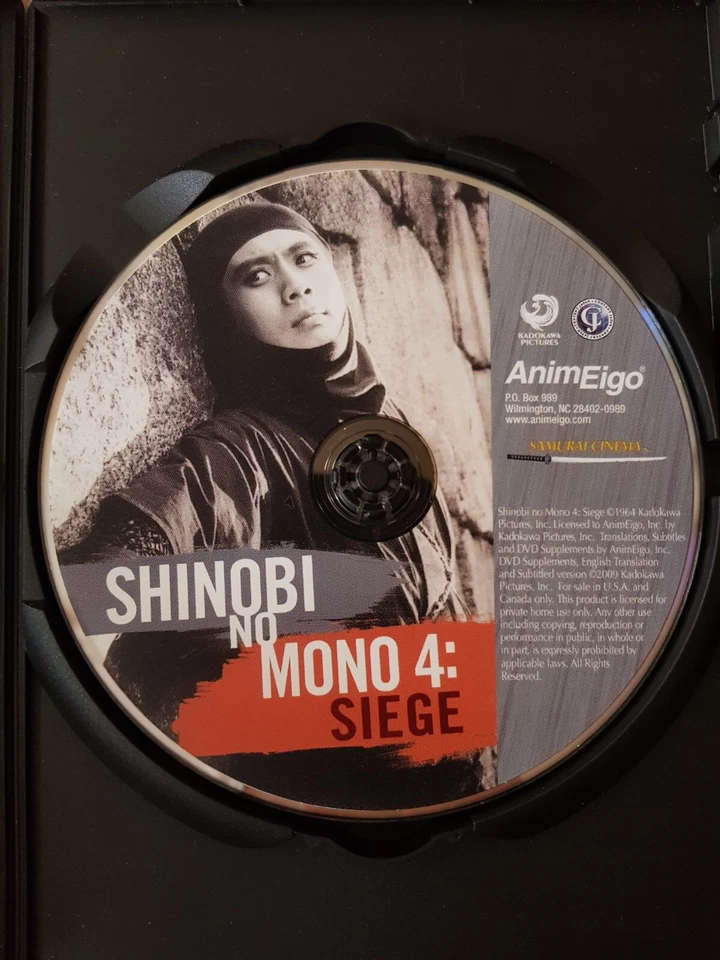 SHINOBI
NO
MONO 4:
SIEGE
KADOKAWA
PICTURES
AnimEigo®
P.O. Box 989
Wilmington, NC 28402-0989
www.animeigo.com
SAMURAI CINEMA
Shinobi no Mono 4: Siege ©1964 Kadokawa
Pictures, Inc. Licensed to AnimEigo, Inc. by
Kadokawa Pictures, Inc. Translations, Subtitles
and DVD Supplements by AnimEigo, Inc.
DVD Supplements, English Translation
and Subtitled version ©2009 Kadokawa
Pictures, Inc. For sale in U.S.A. and
Canada only. This product is licensed for
private home use only. Any other use
including copying, reproduction or
performance in public, in whole or
in part, is expressly prohibited by
applicable laws. All Rights
Reserved.